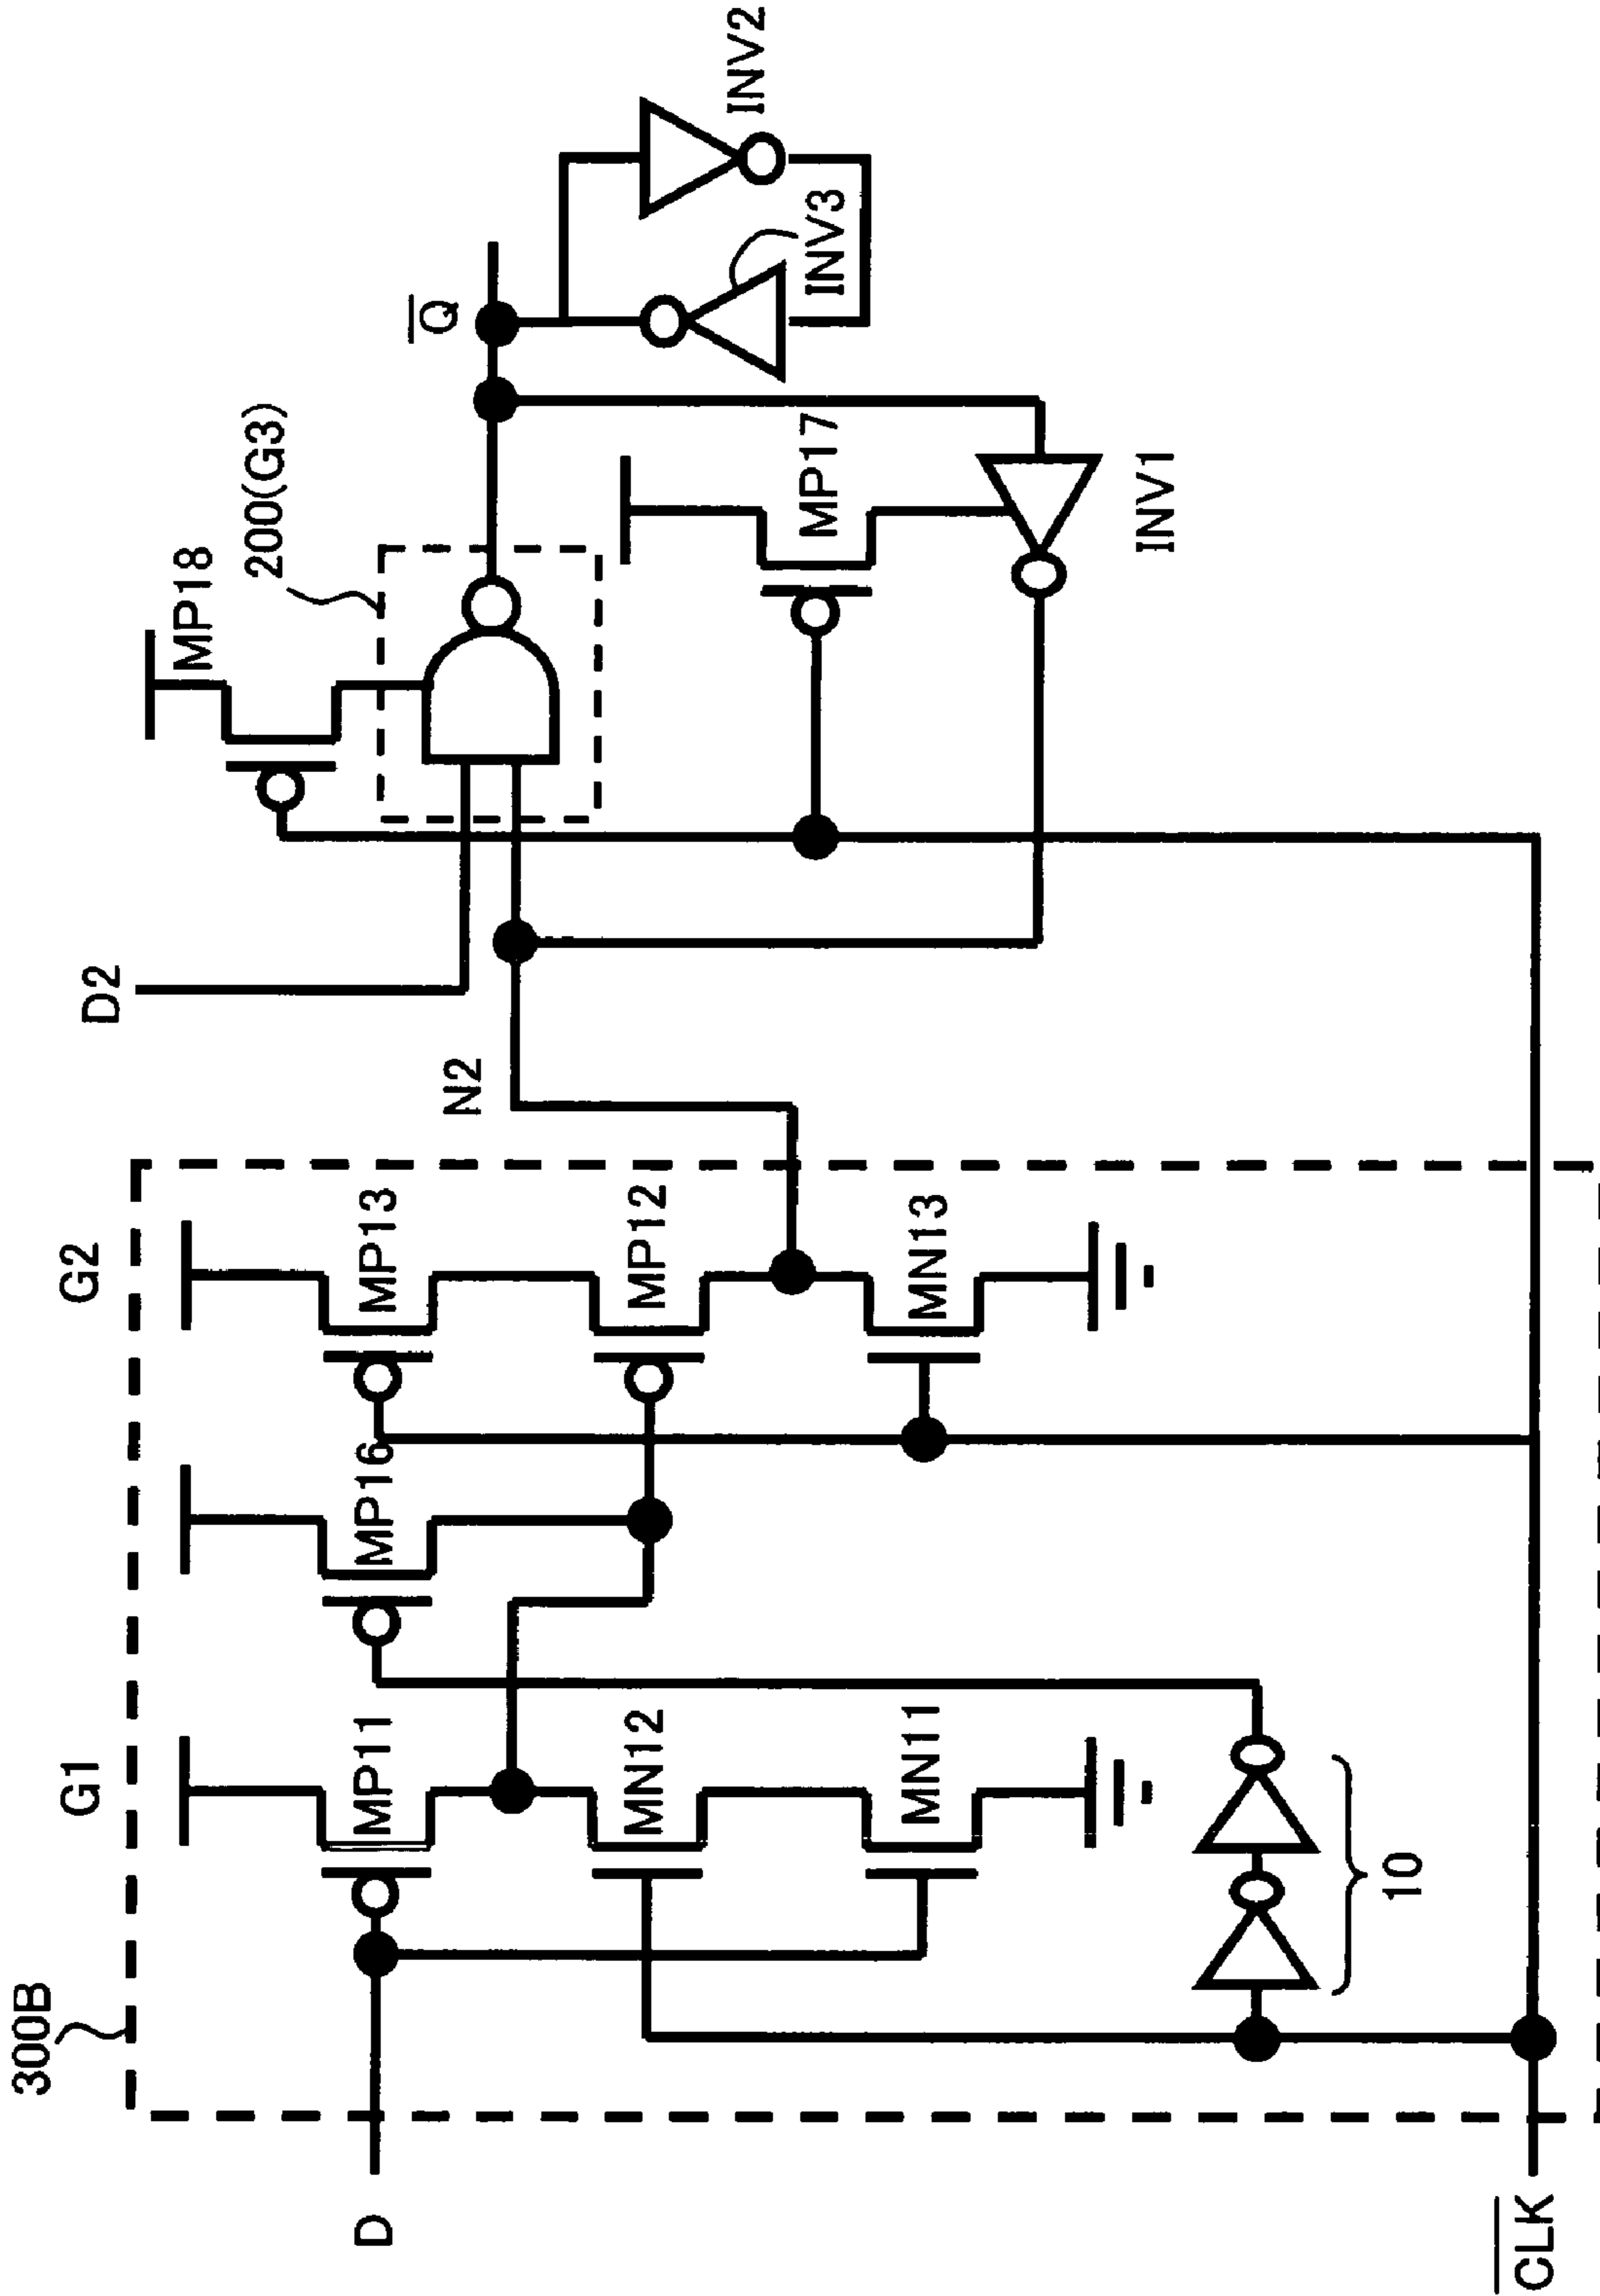 300B
G1
G2
MP11
MP16
MP13
MN12
MP12
MN11
MN13
10
D
CLK
N2
D2
MP18
200(G3)
MP17
INV1
Q
INV3
INV2